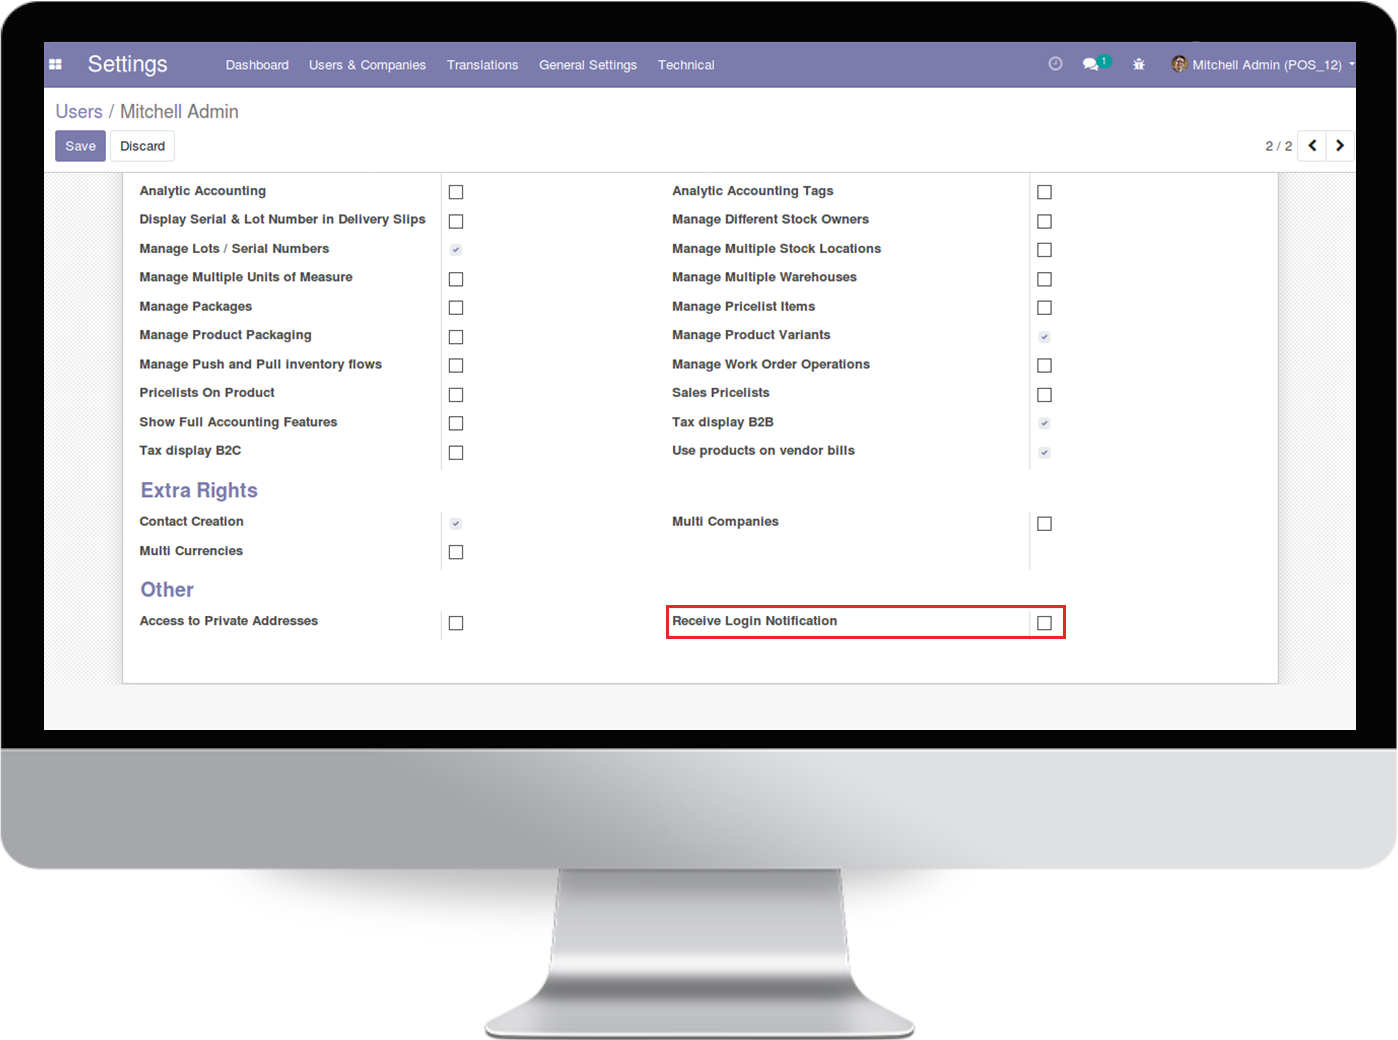 Settings Dashboard Users & Companies Translations General Settings Technical 1 Mitchell Admin (POS_12)
Users / Mitchell Admin
Save Discard 2 / 2
Analytic Accounting Analytic Accounting Tags
Display Serial & Lot Number in Delivery Slips Manage Different Stock Owners
Manage Lots / Serial Numbers Manage Multiple Stock Locations
Manage Multiple Units of Measure Manage Multiple Warehouses
Manage Packages Manage Pricelist Items
Manage Product Packaging Manage Product Variants
Manage Push and Pull inventory flows Manage Work Order Operations
Pricelists On Product Sales Pricelists
Show Full Accounting Features Tax display B2B
Tax display B2C Use products on vendor bills
Extra Rights
Contact Creation Multi Companies
Multi Currencies
Other
Access to Private Addresses Receive Login Notification